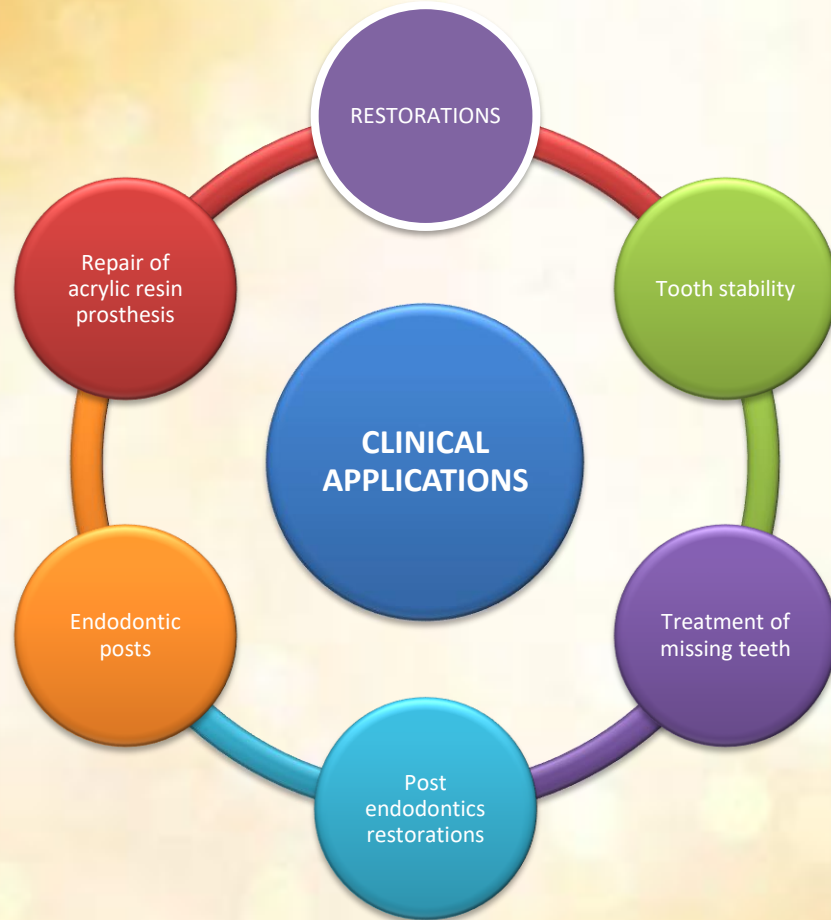 RESTORATIONS
Tooth stability
Treatment of
missing teeth
Post
endodontics
restorations
Endodontic
posts
Repair of
acrylic resin
prosthesis
CLINICAL
APPLICATIONS